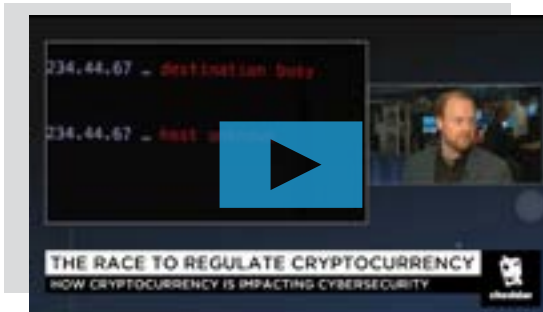 234.44.67 _ destination busy
234.44.67 _ host
THE RACE TO REGULATE CRYPTOCURRENCY
HOW CRYPTOCURRENCY IS IMPACTING CYBERSECURITY
cheddar